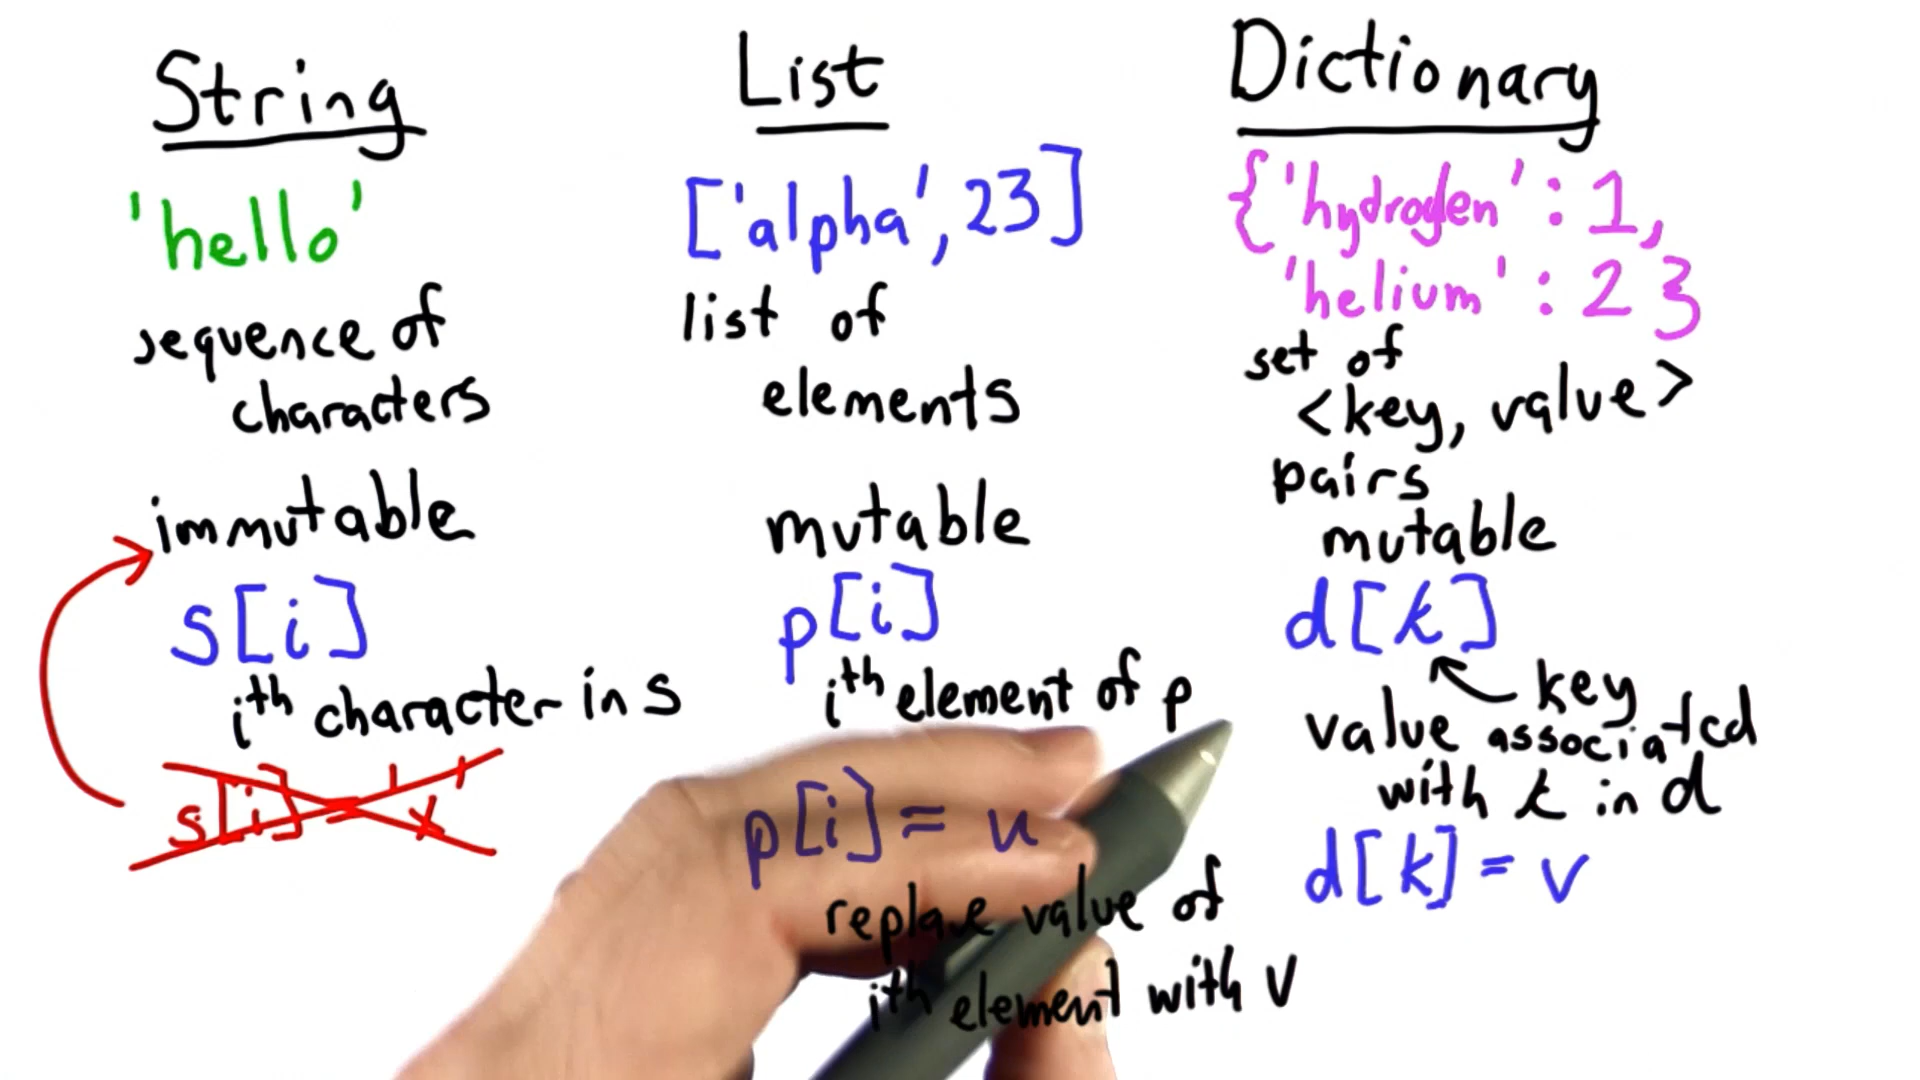 String
'hello'
sequence of
characters
immutable
s[i]
ith character in s
s[i]
List
['alpha', 23]
list of
elements
mutable
p[i]
ith element of p
p[i] = u
replace value of
ith element with v
Dictionary
{'hydrogen' : 1,
'helium' : 2}
set of
<key, value>
pairs
mutable
d[k]
key
value associated
with k in d
d[k] = v